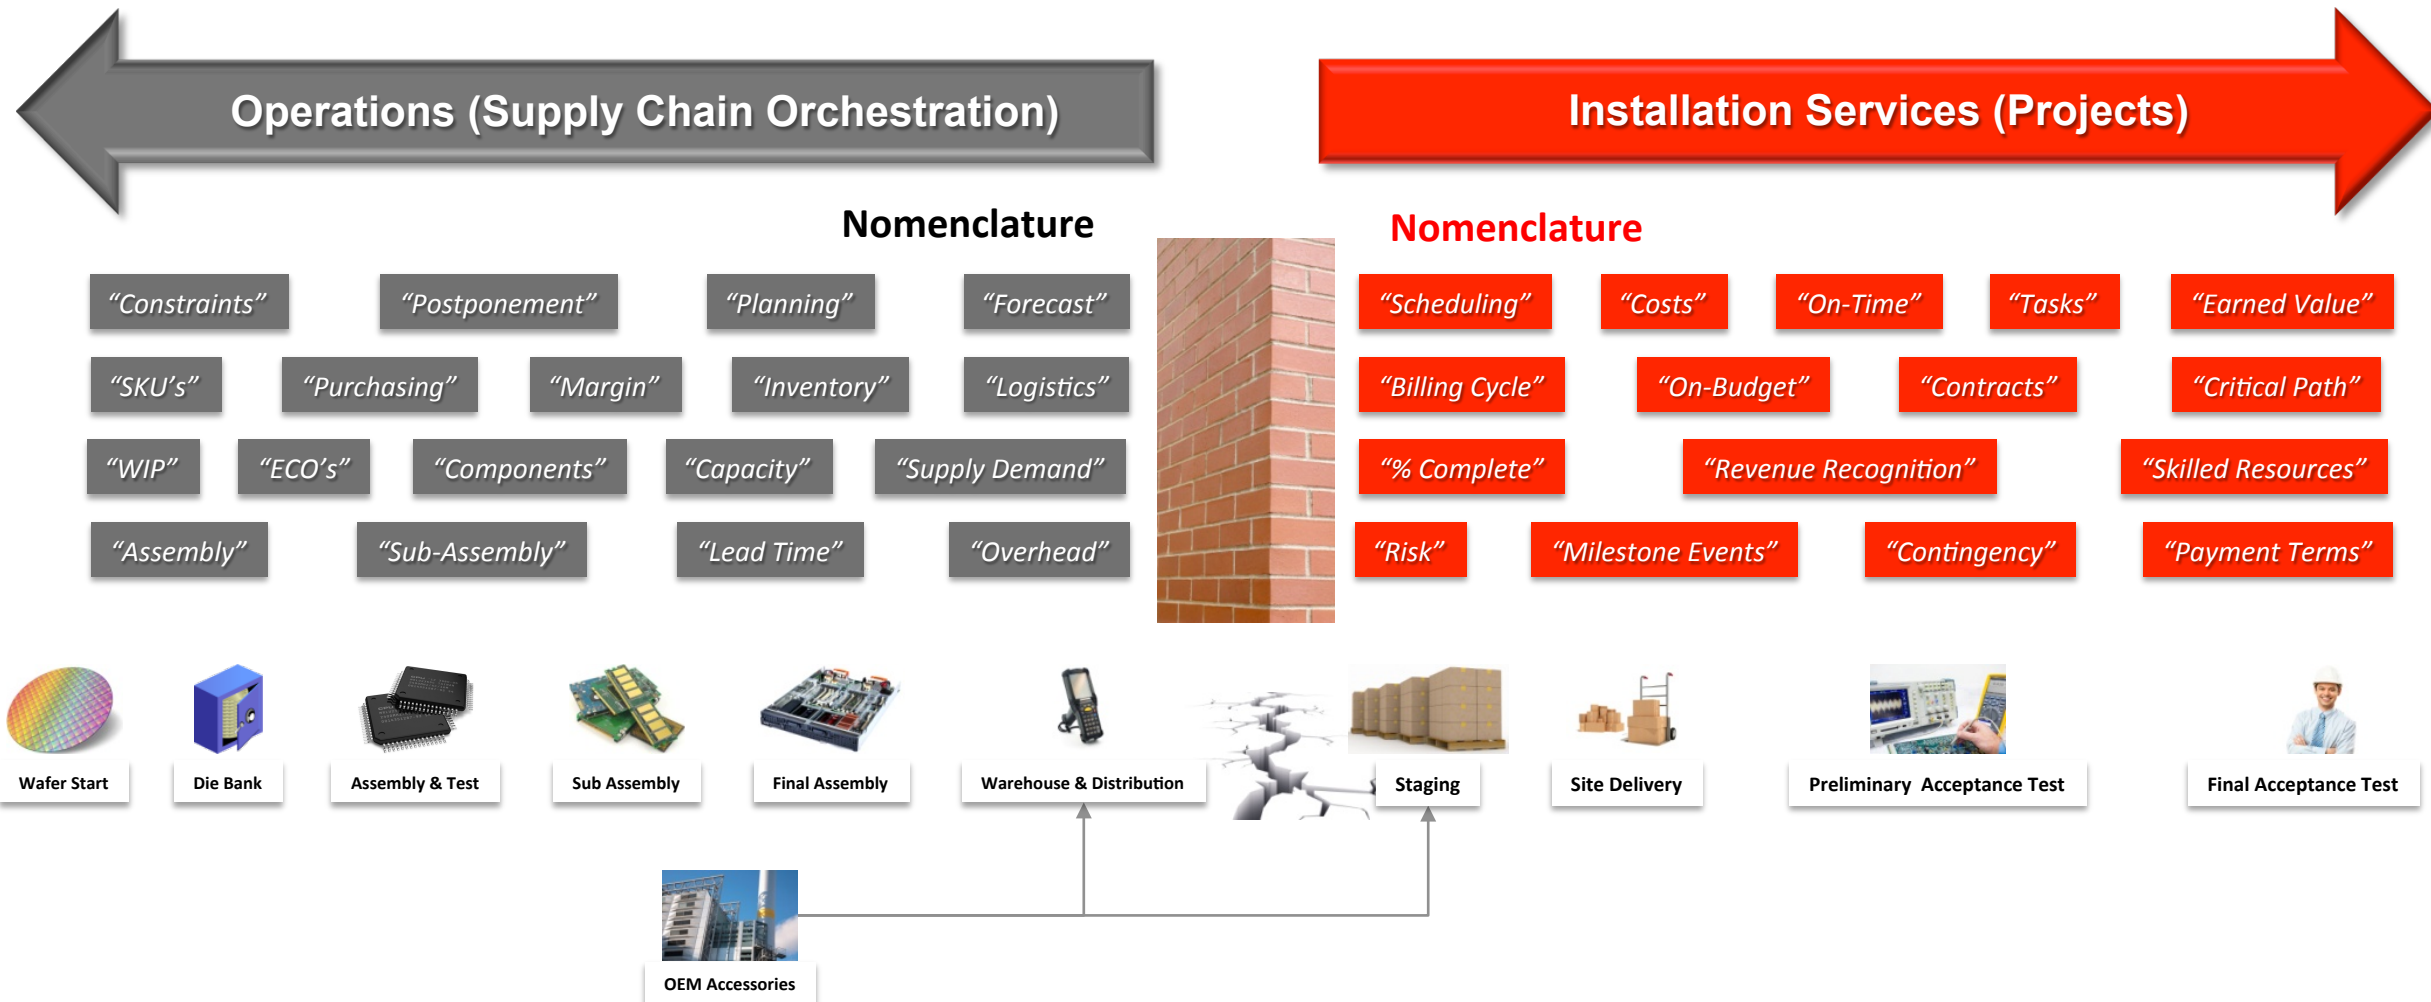 Operations (Supply Chain Orchestration)
Installation Services (Projects)
Nomenclature
Nomenclature
“Constraints”
“Postponement”
“Planning”
“Forecast”
“SKU’s”
“Purchasing”
“Margin”
“Inventory”
“Logistics”
“WIP”
“ECO’s”
“Components”
“Capacity”
“Supply Demand”
“Assembly”
“Sub-Assembly”
“Lead Time”
“Overhead”
“Scheduling”
“Costs”
“On-Time”
“Tasks”
“Earned Value”
“Billing Cycle”
“On-Budget”
“Contracts”
“Critical Path”
“% Complete”
“Revenue Recognition”
“Skilled Resources”
“Risk”
“Milestone Events”
“Contingency”
“Payment Terms”
Wafer Start
Die Bank
Assembly & Test
Sub Assembly
Final Assembly
Warehouse & Distribution
Staging
Site Delivery
Preliminary Acceptance Test
Final Acceptance Test
OEM Accessories